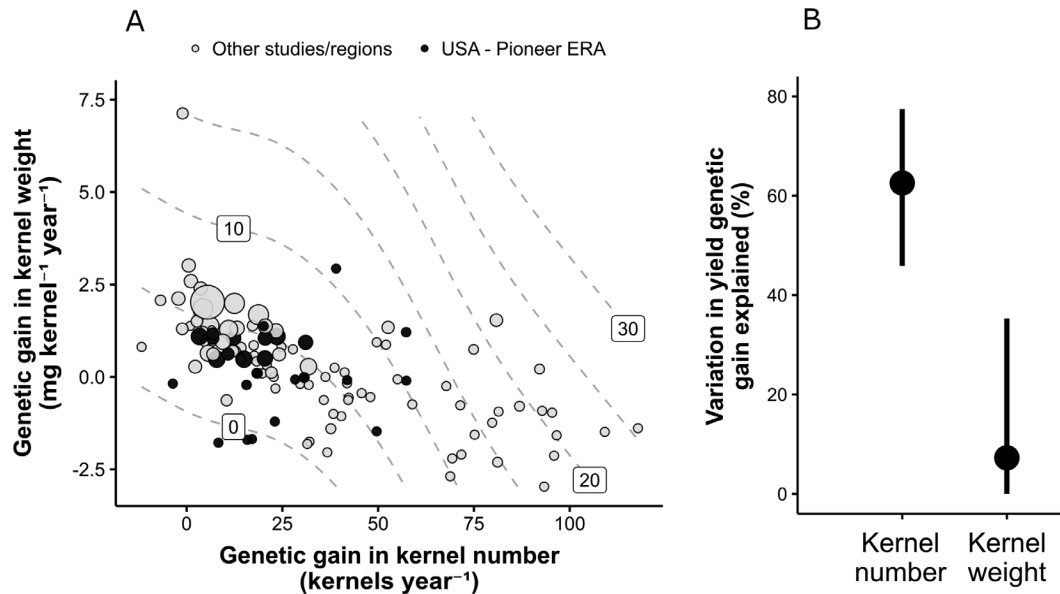 A
Other studies/regions
USA - Pioneer ERA
Genetic gain in kernel weight
(mg kernel⁻¹ year⁻¹)
7.5
5.0
2.5
0.0
-2.5
10
0
30
20
0
25
50
75
100
Genetic gain in kernel number
(kernels year⁻¹)
B
Variation in yield genetic
gain explained (%)
80
60
40
20
0
Kernel
number
Kernel
weight